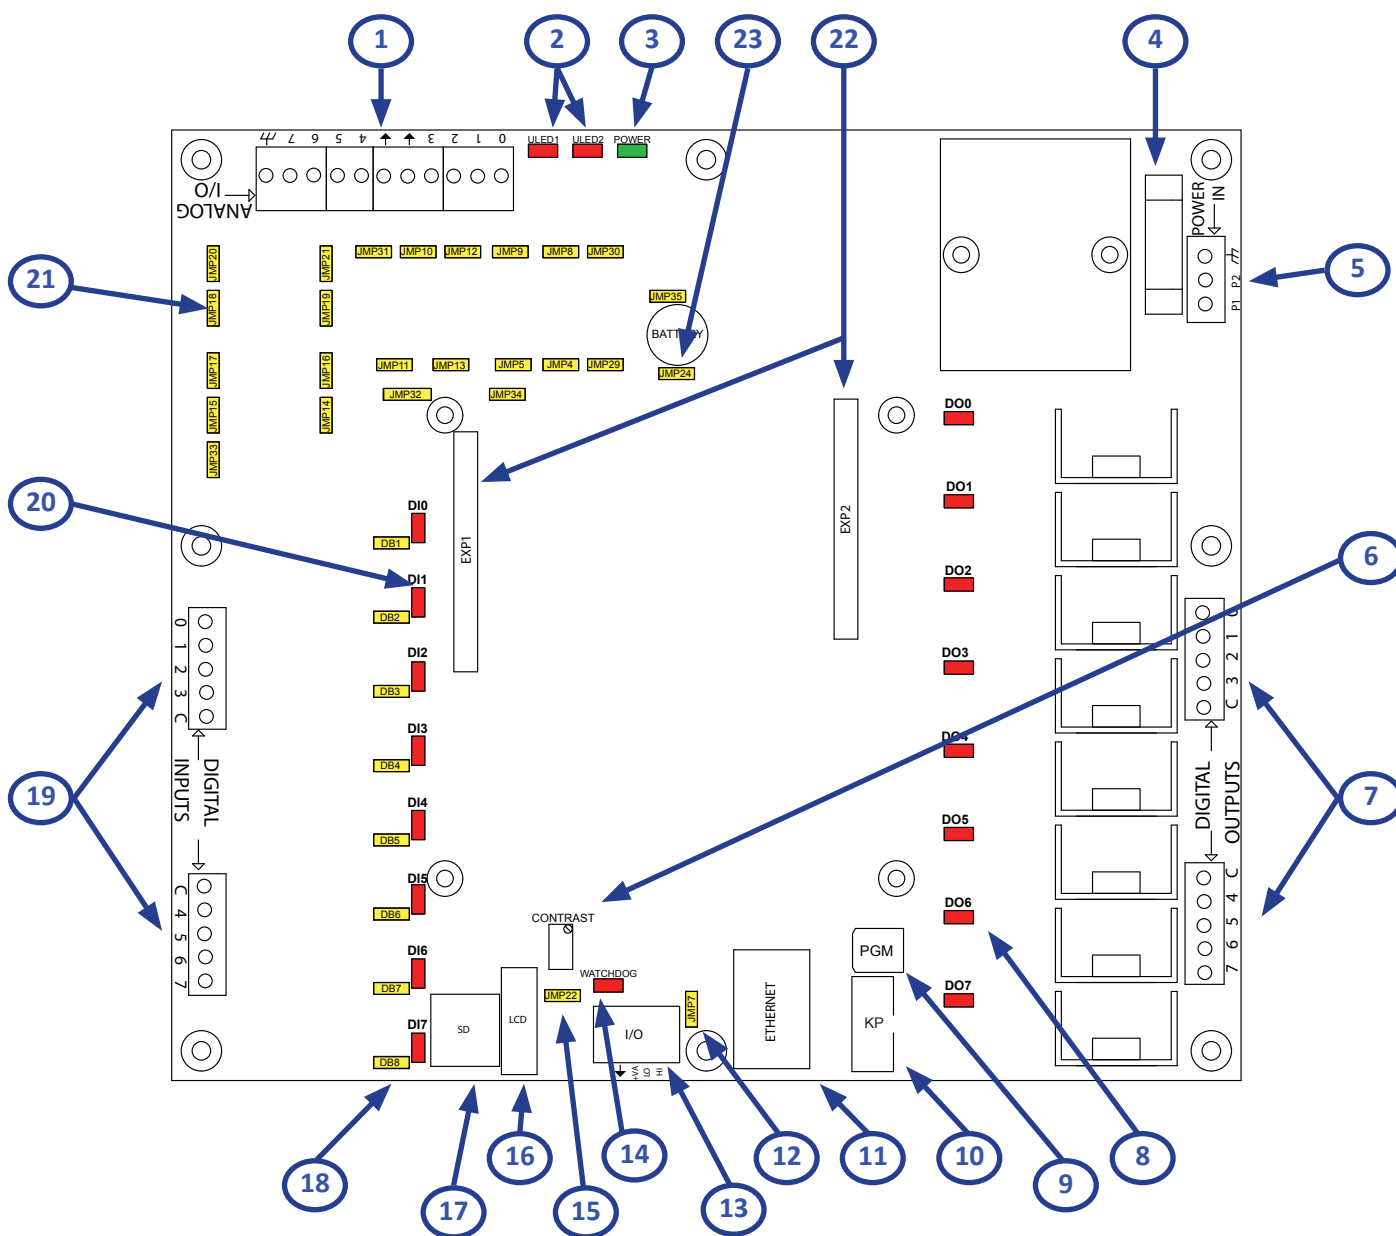 1
2
3
23
22
4
7
6
5
4
3
2
1
0
ULED1
ULED2
POWER
ANALOG
I/O
POWER
IN
P1
P2
5
21
JMP20
JMP21
JMP31
JMP10
JMP12
JMP9
JMP8
JMP30
JMP18
JMP19
JMP35
BATTERY
JMP17
JMP16
JMP11
JMP13
JMP5
JMP4
JMP29
JMP24
JMP32
JMP34
JMP15
JMP14
JMP33
20
DI0
DB1
DI1
DB2
DI2
DB3
DI3
DB4
DI4
DB5
DI5
DB6
DI6
DB7
DI7
DB8
EXP1
EXP2
DO0
DO1
DO2
DO3
DO4
DO5
DO6
DO7
6
0
1
2
3
C
DIGITAL
INPUTS
C
4
5
6
7
19
0
1
2
3
C
DIGITAL
OUTPUTS
C
4
5
6
7
7
CONTRAST
WATCHDOG
JMP22
JMP7
SD
LCD
I/O
+VA
LO
HI
ETHERNET
PGM
KP
18
17
16
15
14
13
12
11
10
9
8